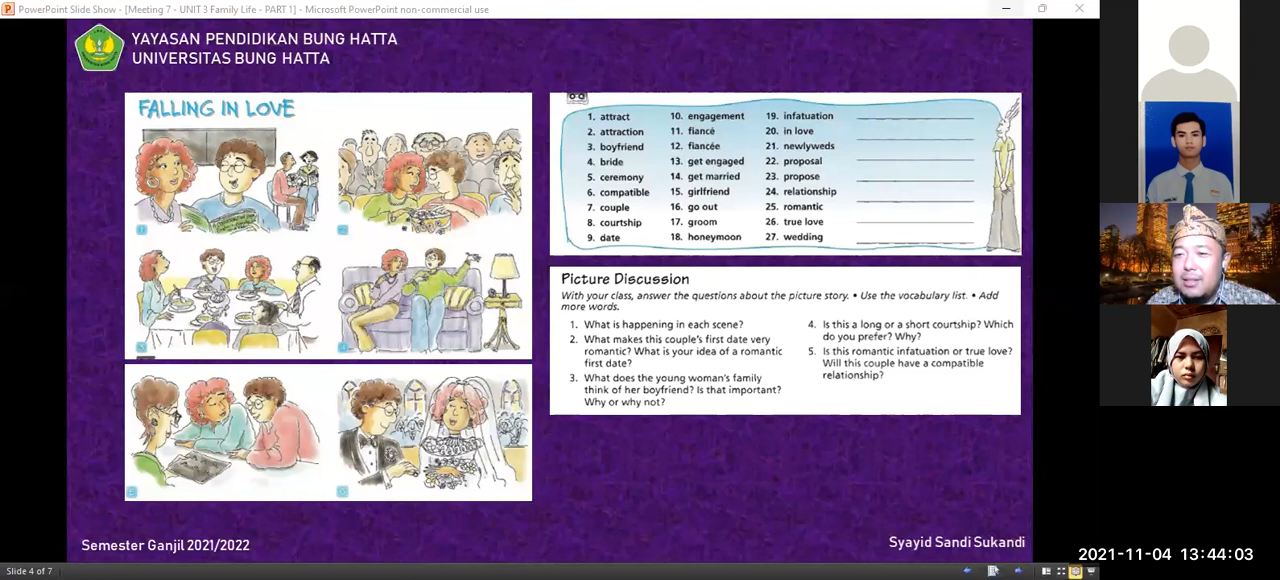 PowerPoint Slide Show - [Meeting 7 - UNIT 3 Family Life - PART 1] - Microsoft PowerPoint non-commercial use
YAYASAN PENDIDIKAN BUNG HATTA
UNIVERSITAS BUNG HATTA
FALLING IN LOVE
1
2
3
4
5
6
1. attract
2. attraction
3. boyfriend
4. bride
5. ceremony
6. compatible
7. couple
8. courtship
9. date
10. engagement
11. fiancé
12. fiancée
13. get engaged
14. get married
15. girlfriend
16. go out
17. groom
18. honeymoon
19. infatuation
20. in love
21. newlyweds
22. proposal
23. propose
24. relationship
25. romantic
26. true love
27. wedding
Picture Discussion
With your class, answer the questions about the picture story. • Use the vocabulary list. • Add
more words.
1. What is happening in each scene?
2. What makes this couple's first date very
romantic? What is your idea of a romantic
first date?
3. What does the young woman's family
think of her boyfriend? Is that important?
Why or why not?
4. Is this a long or a short courtship? Which
do you prefer? Why?
5. Is this romantic infatuation or true love?
Will this couple have a compatible
relationship?
Semester Ganjil 2021/2022
Syayid Sandi Sukandi
Slide 4 of 7
2021-11-04 13:44:03